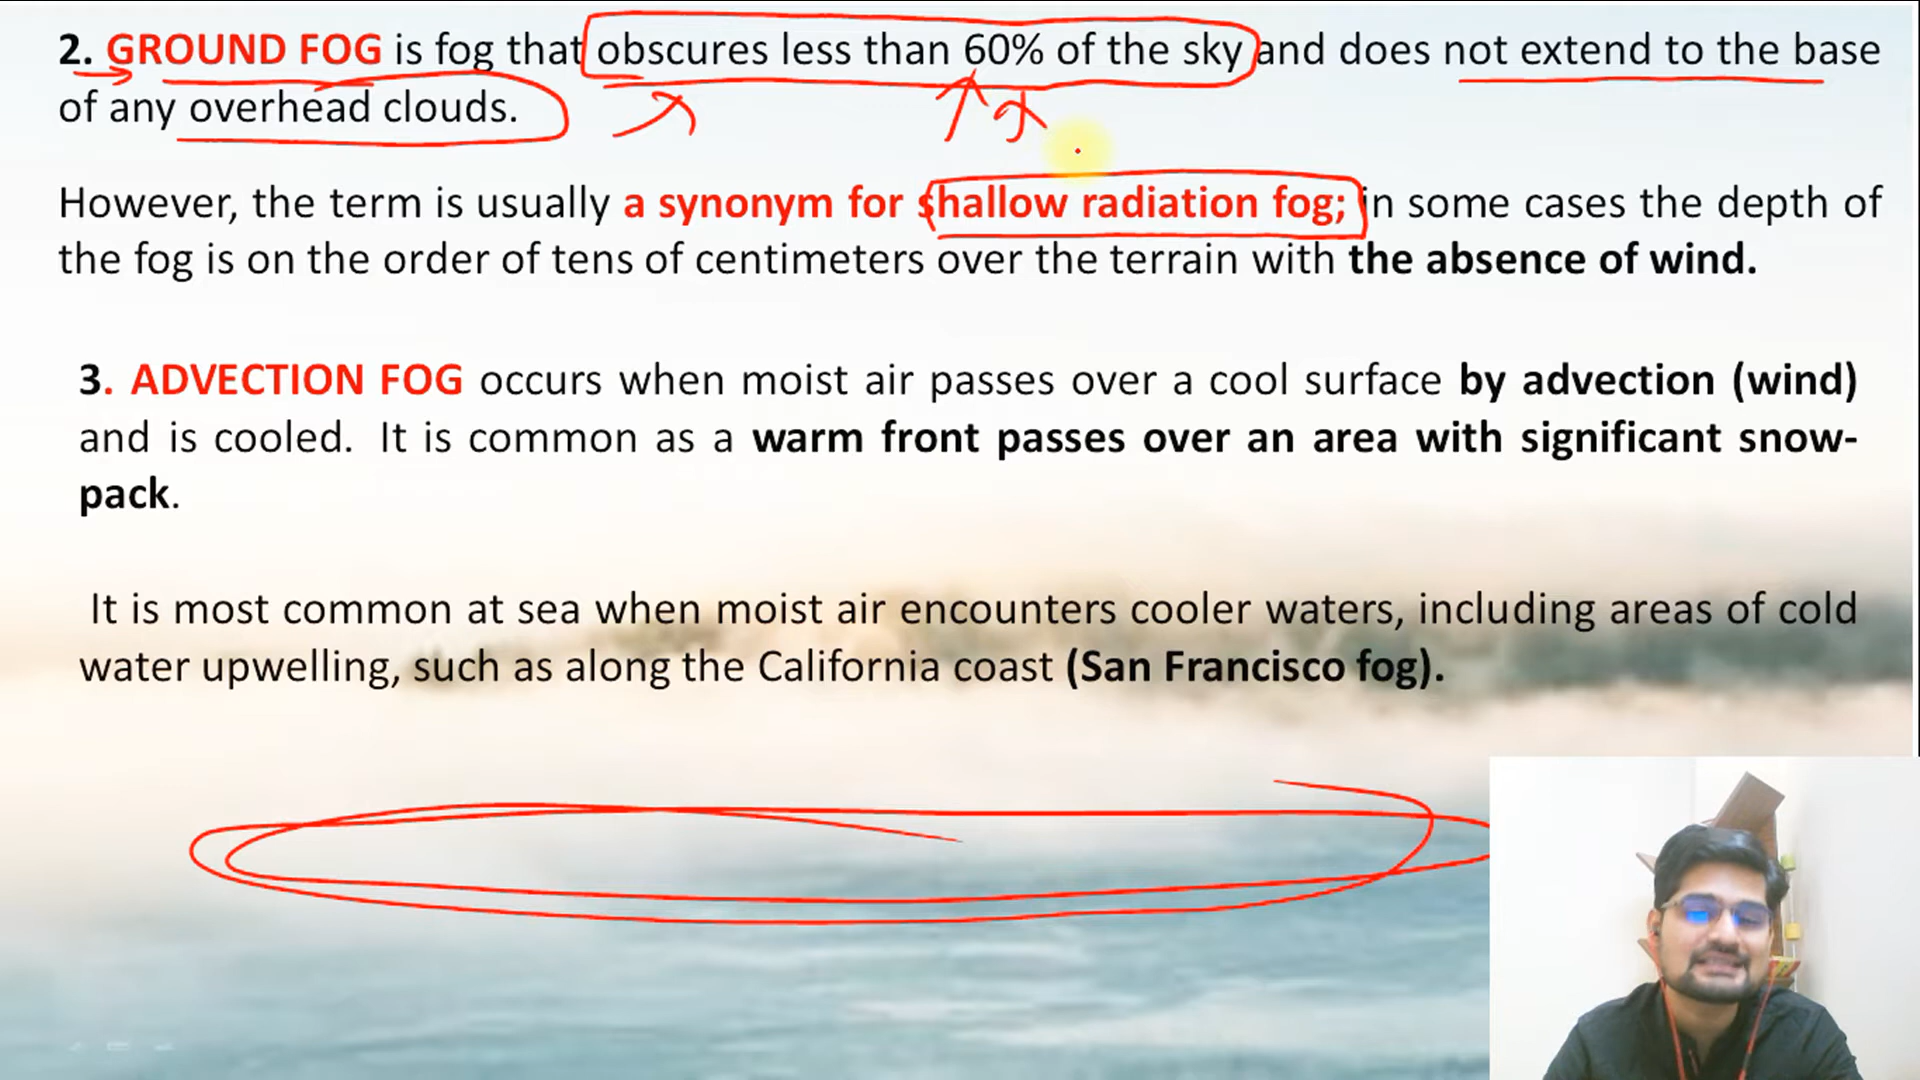 2. GROUND FOG is fog that obscures less than 60% of the sky and does not extend to the base
of any overhead clouds.
However, the term is usually a synonym for shallow radiation fog; in some cases the depth of
the fog is on the order of tens of centimeters over the terrain with the absence of wind.
3. ADVECTION FOG occurs when moist air passes over a cool surface by advection (wind)
and is cooled. It is common as a warm front passes over an area with significant snow-
pack.
It is most common at sea when moist air encounters cooler waters, including areas of cold
water upwelling, such as along the California coast (San Francisco fog).